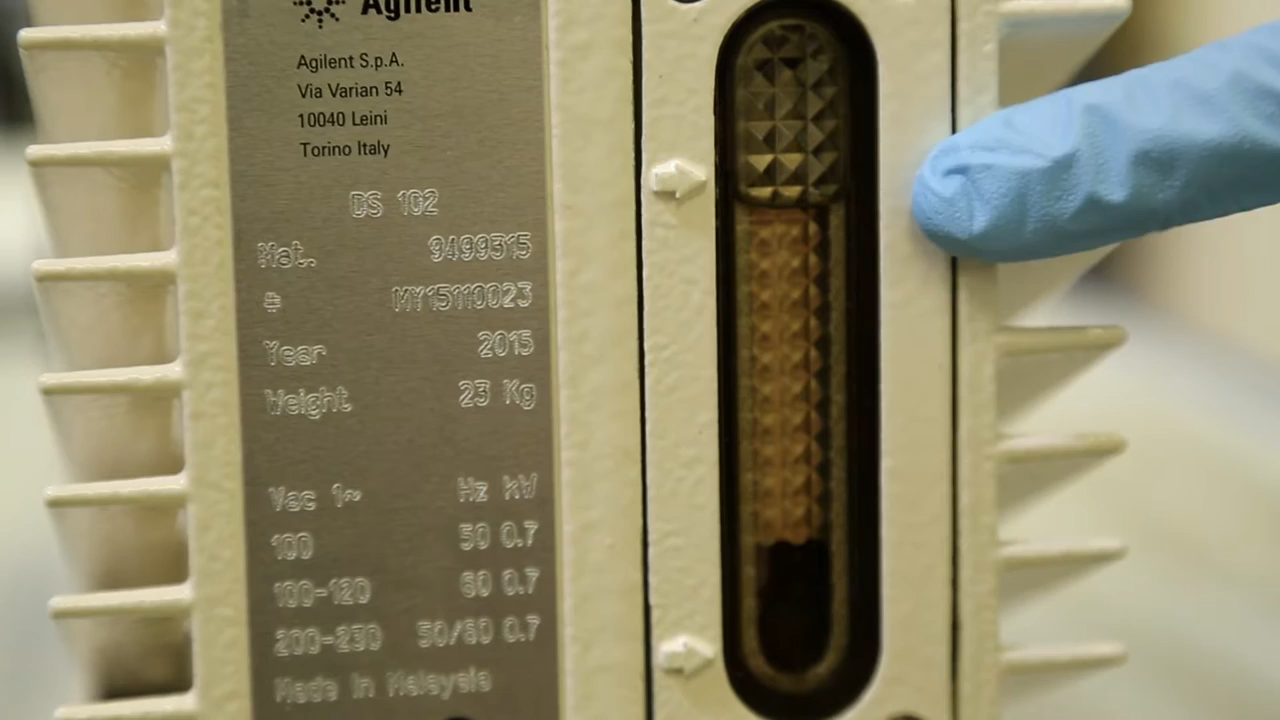 Agilent
Agilent S.p.A.
Via Varian 54
10040 Leini
Torino Italy
DS 102
Mat. 9499315
# MY15110023
Year 2015
Weight 23 Kg
Vac 1~ Hz kW
100 50 0.7
100-120 60 0.7
200-230 50/60 0.7
Made In Malaysia